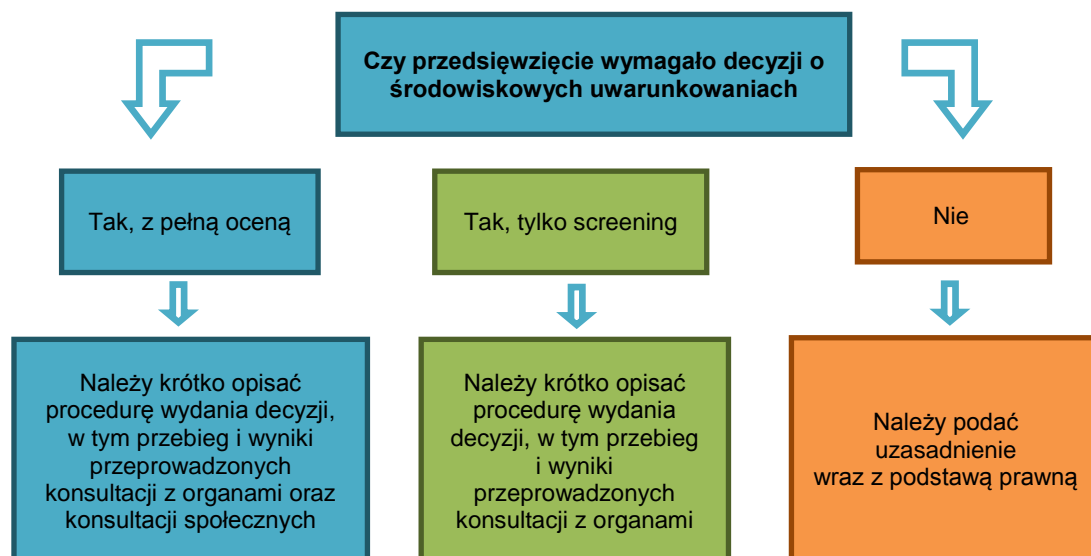 Czy przedsięwzięcie wymagało decyzji o
środowiskowych uwarunkowaniach
Tak, z pełną oceną
Tak, tylko screening
Nie
Należy krótko opisać
procedurę wydania decyzji,
w tym przebieg i wyniki
przeprowadzonych
konsultacji z organami oraz
konsultacji społecznych
Należy krótko opisać
procedurę wydania
decyzji, w tym przebieg
i wyniki
przeprowadzonych
konsultacji z organami
Należy podać
uzasadnienie
wraz z podstawą prawną